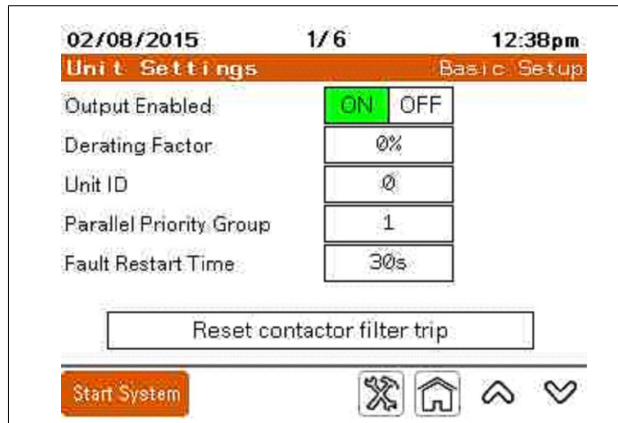 02/08/2015 1/6 12:38pm
Unit Settings Basic Setup
Output Enabled ON OFF
Derating Factor 0%
Unit ID 0
Parallel Priority Group 1
Fault Restart Time 30s
Reset contactor filter trip
Start System